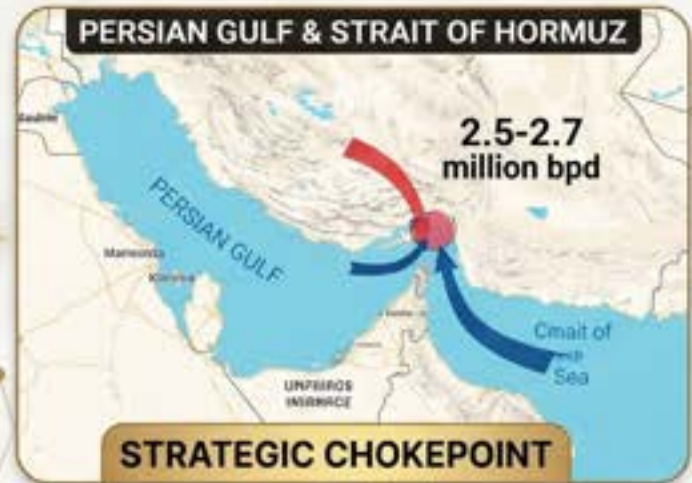 PERSIAN GULF & STRAIT OF HORMUZ
2.5-2.7
million bpd
PERSIAN GULF
Cmait of
Sea
STRATEGIC CHOKEPOINT